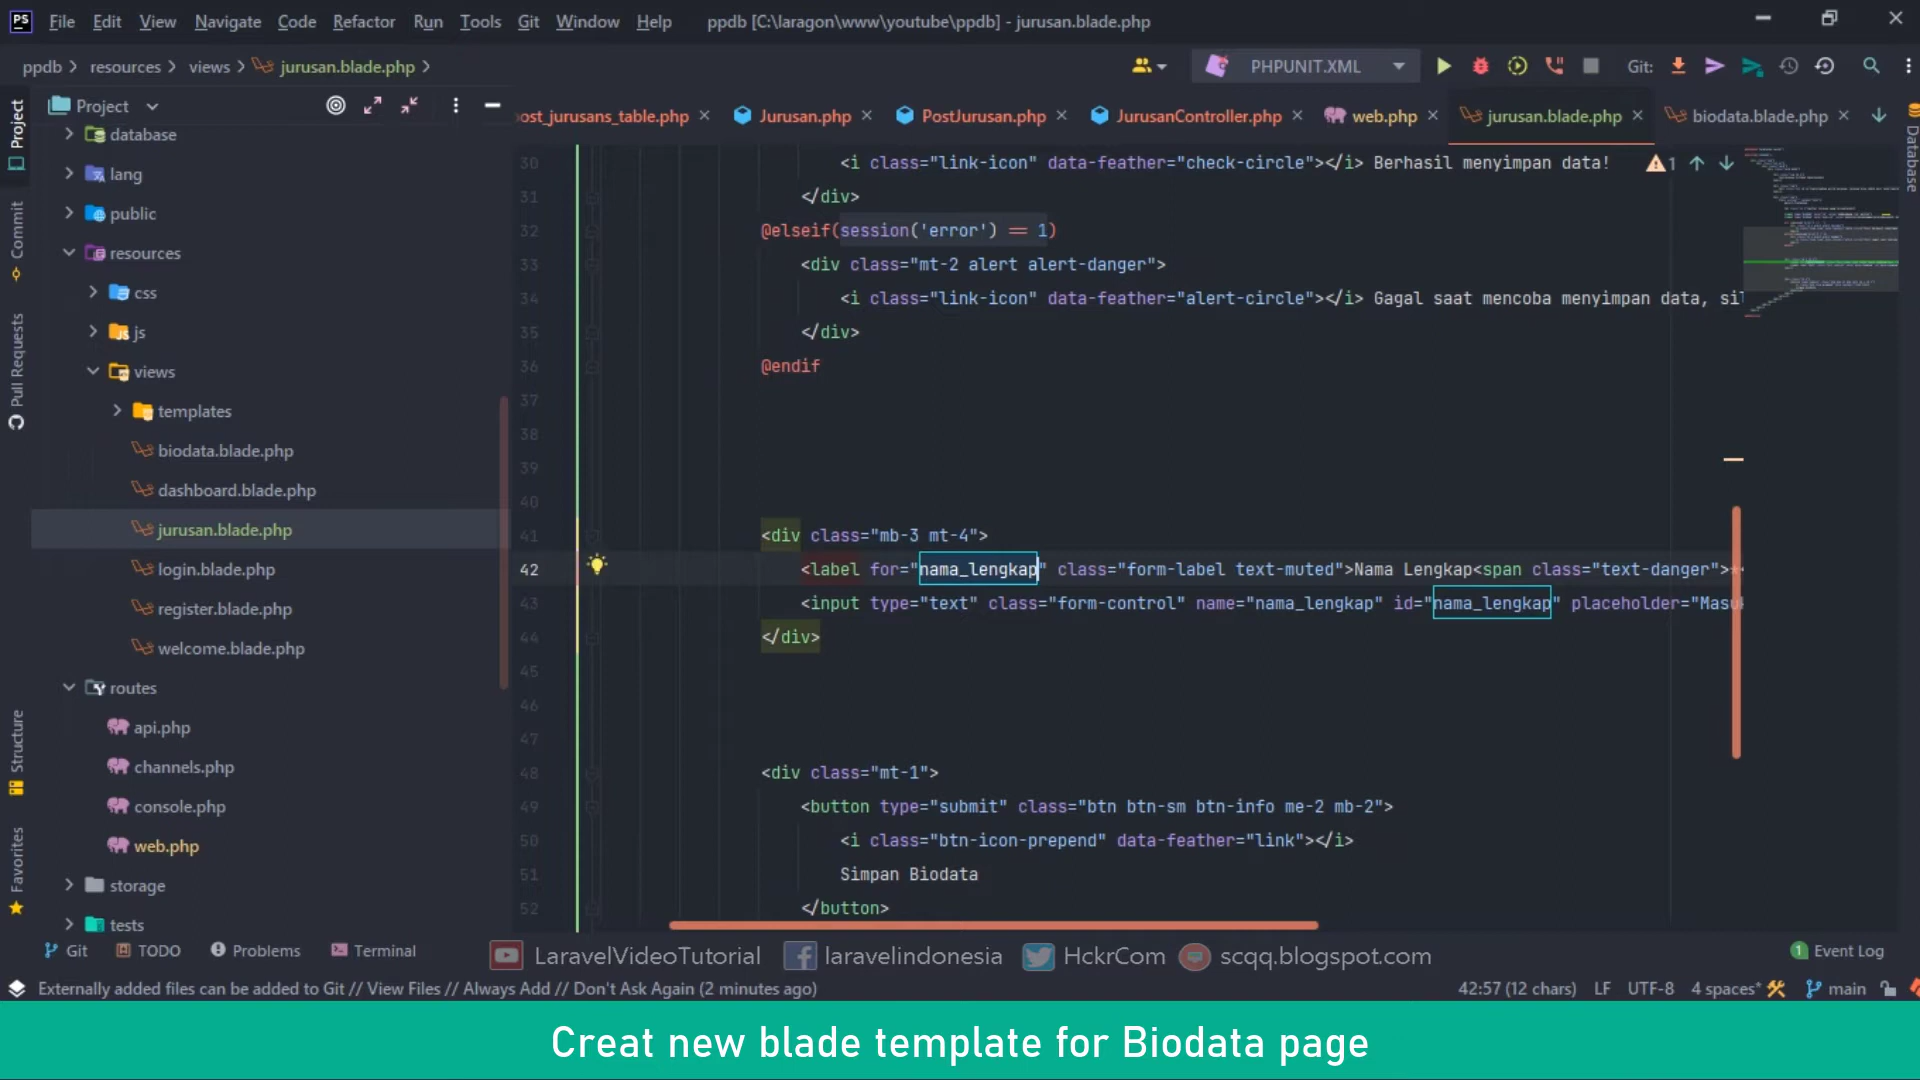 PS File Edit View Navigate Code Refactor Run Tools Git Window Help ppdb [C:\laragon\www\youtube\ppdb] - jurusan.blade.php
ppdb resources views jurusan.blade.php PHPUNIT.XML Git:
Project
ost_jurusans_table.php Jurusan.php PostJurusan.php JurusanController.php web.php jurusan.blade.php biodata.blade.php
database
lang
public
resources
css
js
views
templates
biodata.blade.php
dashboard.blade.php
jurusan.blade.php
login.blade.php
register.blade.php
welcome.blade.php
routes
api.php
channels.php
console.php
web.php
storage
tests
Project
Commit
Pull Requests
Structure
Favorites
Database
30 <i class="link-icon" data-feather="check-circle"></i> Berhasil menyimpan data! 1
31 </div>
32 @elseif(session('error') == 1)
33 <div class="mt-2 alert alert-danger">
34 <i class="link-icon" data-feather="alert-circle"></i> Gagal saat mencoba menyimpan data, sil
35 </div>
36 @endif
37
38
39
40
41 <div class="mb-3 mt-4">
42 <label for="nama_lengkap" class="form-label text-muted">Nama Lengkap<span class="text-danger">
43 <input type="text" class="form-control" name="nama_lengkap" id="nama_lengkap" placeholder="Masu
44 </div>
45
46
47
48 <div class="mt-1">
49 <button type="submit" class="btn btn-sm btn-info me-2 mb-2">
50 <i class="btn-icon-prepend" data-feather="link"></i>
51 Simpan Biodata
52 </button>
Git TODO Problems Terminal LaravelVideoTutorial laravelindonesia HckrCom scqq.blogspot.com 1 Event Log
Externally added files can be added to Git // View Files // Always Add // Don't Ask Again (2 minutes ago) 42:57 (12 chars) LF UTF-8 4 spaces* main
Creat new blade template for Biodata page